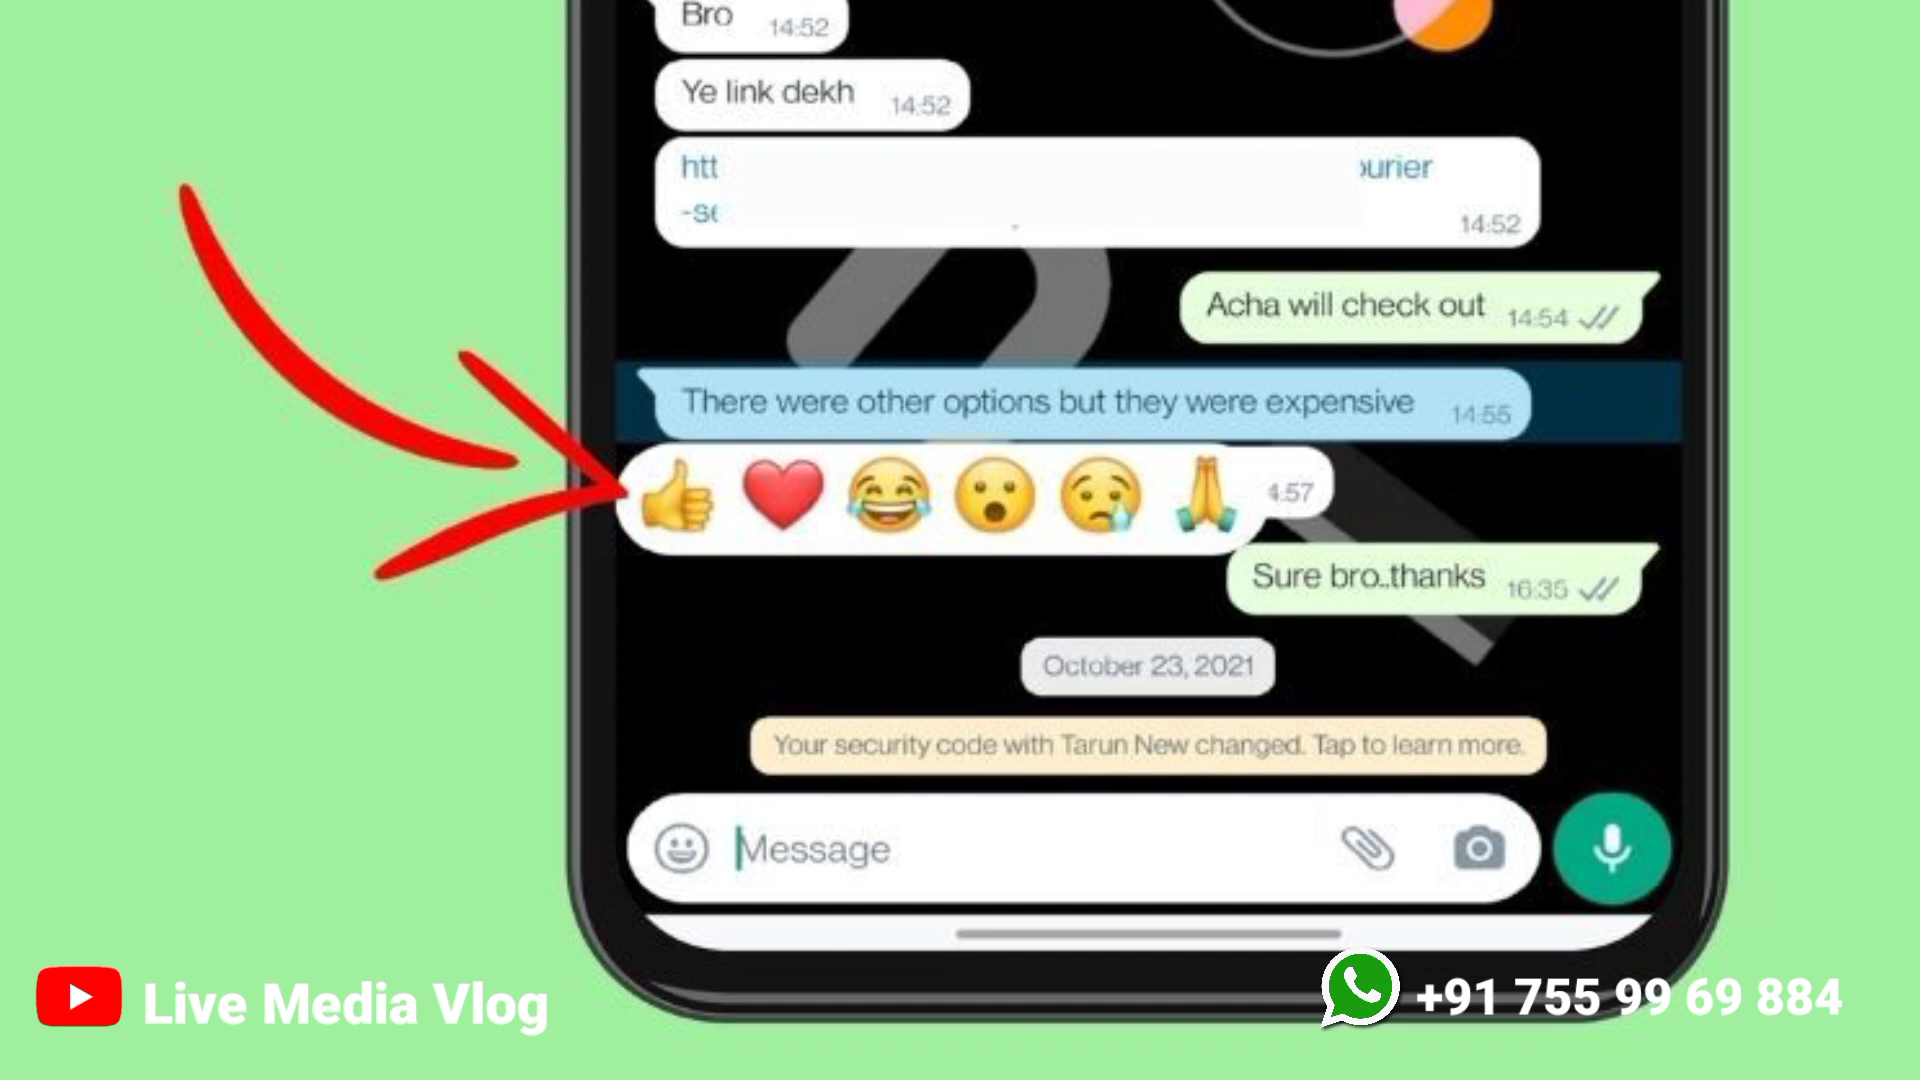 Bro 14:52
Ye link dekh 14:52
htt
-se 14:52
Acha will check out 14:54
There were other options but they were expensive 14:55
Sure bro..thanks 16:35
October 23, 2021
Your security code with Tarun New changed. Tap to learn more.
Message
Live Media Vlog
+91 755 99 69 884